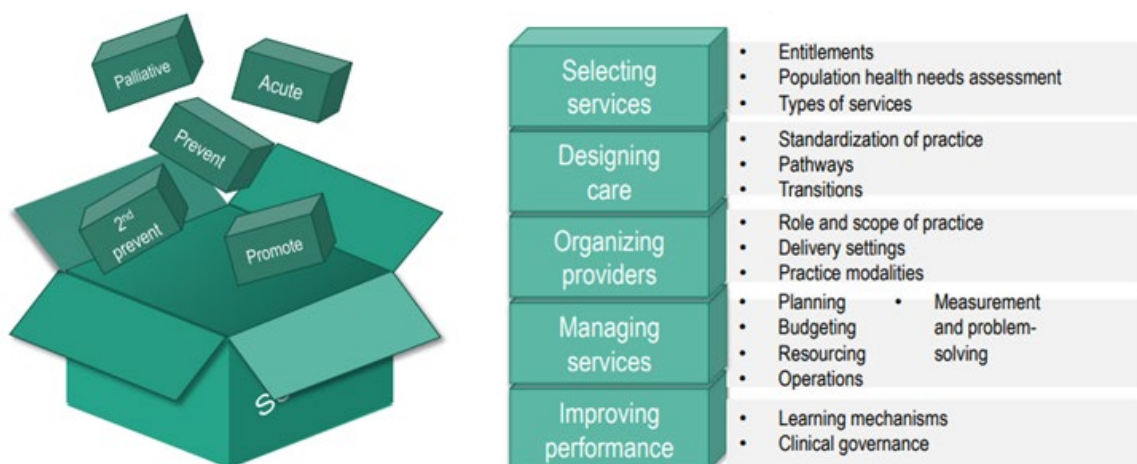 Palliative
Acute
Prevent
2nd
prevent
Promote
Selecting
services
• Entitlements
• Population health needs assessment
• Types of services
Designing
care
• Standardization of practice
• Pathways
• Transitions
Organizing
providers
• Role and scope of practice
• Delivery settings
• Practice modalities
Managing
services
• Planning
• Budgeting
• Resourcing
• Operations
• Measurement
and problem-
solving
Improving
performance
• Learning mechanisms
• Clinical governance